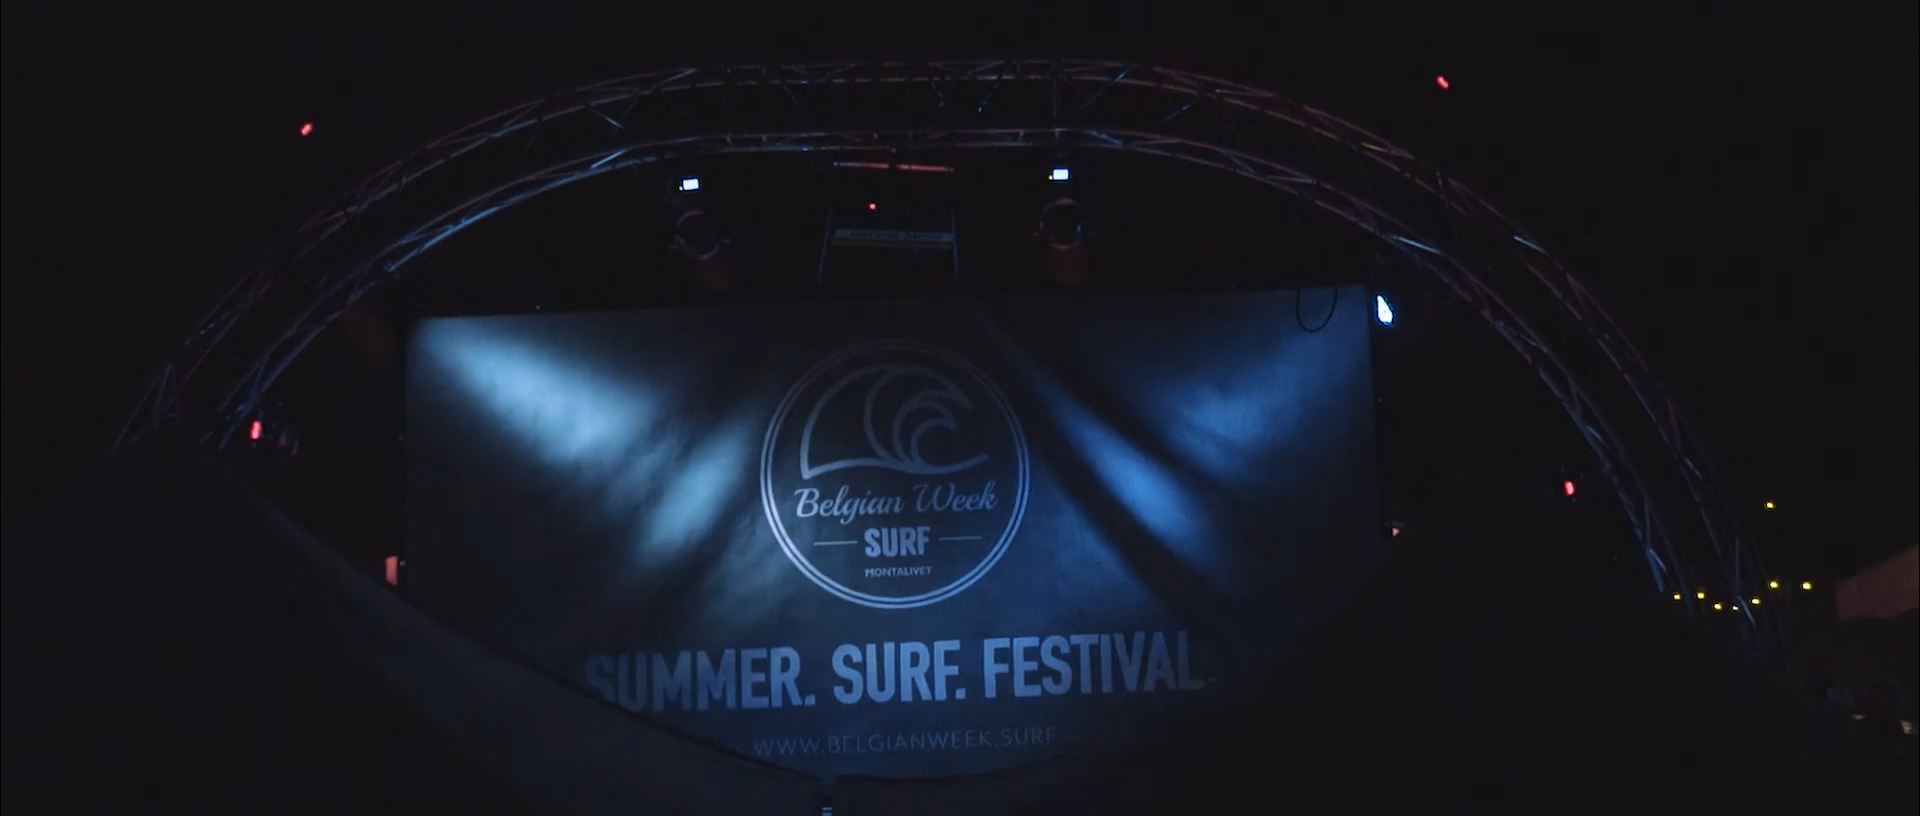 Belgian Week
SURF
MONTALIVET
SUMMER. SURF. FESTIVAL.
WWW.BELGIANWEEK.SURF